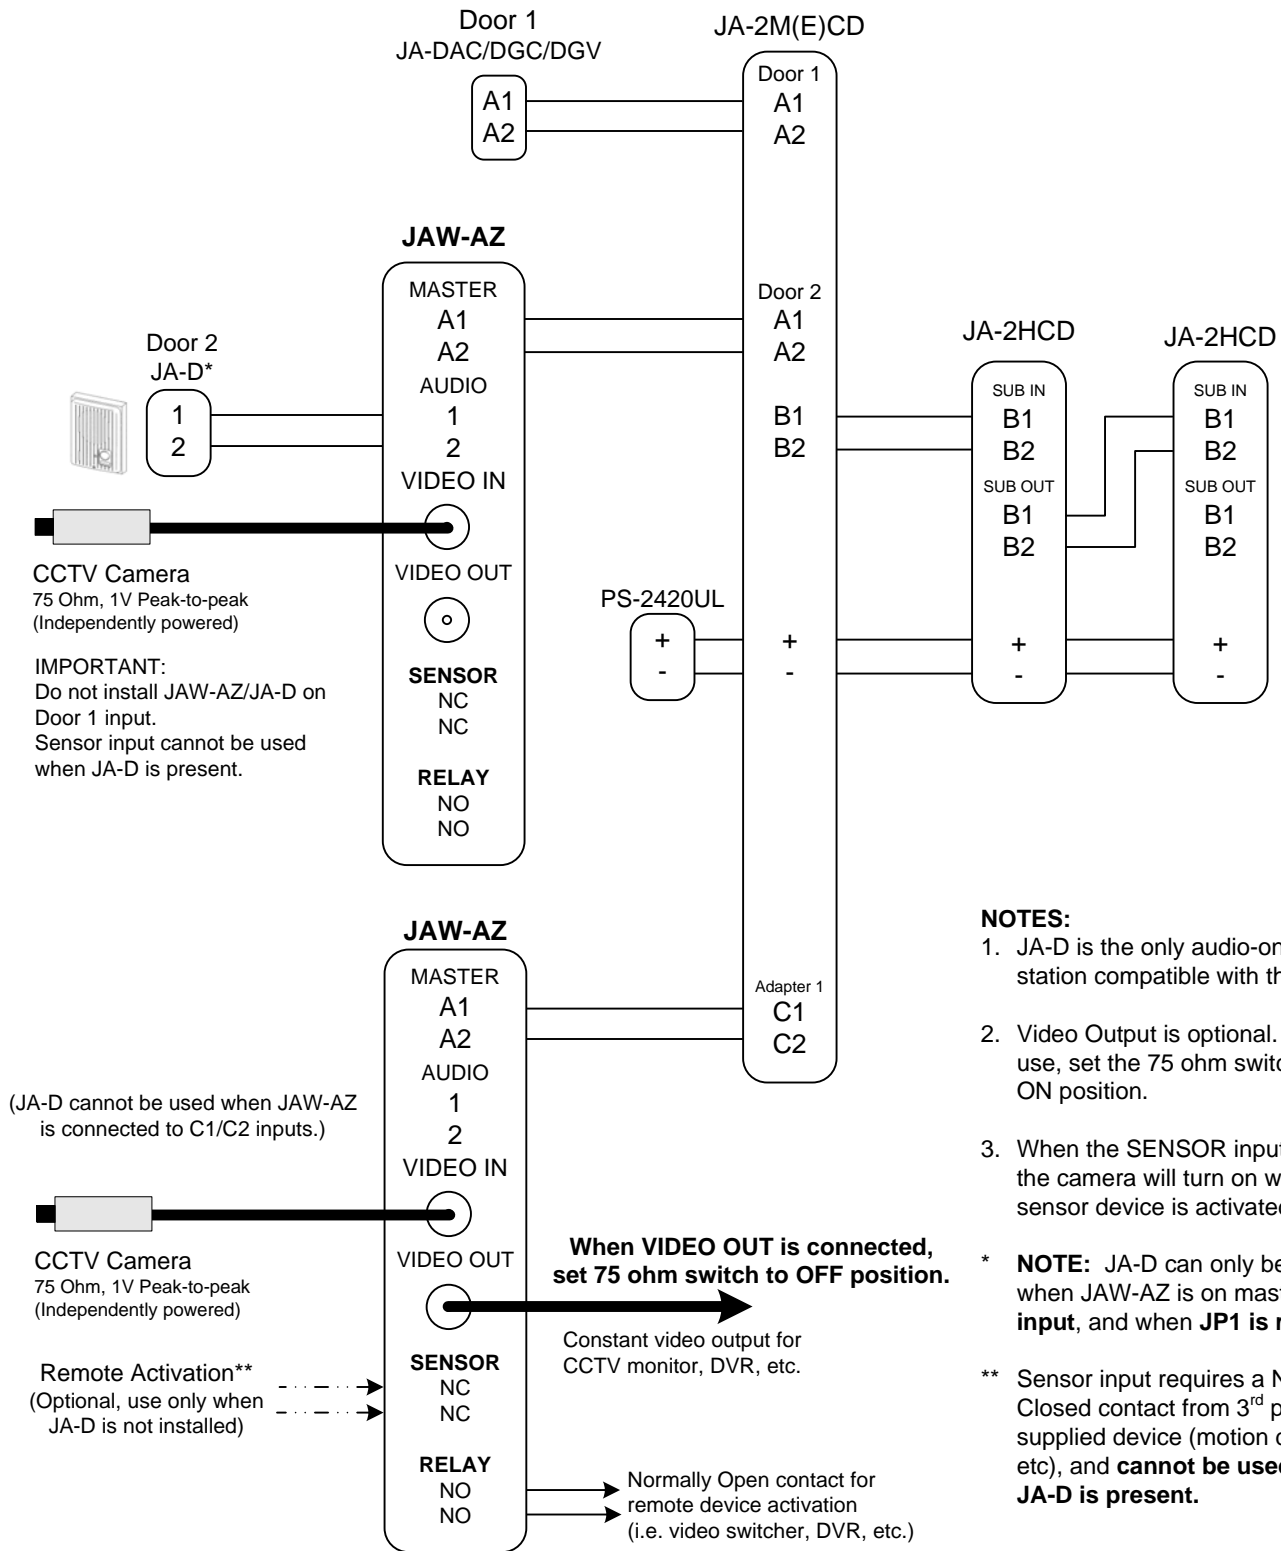 Door 1
JA-DAC/DGC/DGV
A1
A2
JA-2M(E)CD
Door 1
A1
A2
Door 2
A1
A2
B1
B2
+
-
Adapter 1
C1
C2
JAW-AZ
MASTER
A1
A2
AUDIO
1
2
VIDEO IN
VIDEO OUT
SENSOR
NC
NC
RELAY
NO
NO
Door 2
JA-D*
1
2
CCTV Camera
75 Ohm, 1V Peak-to-peak
(Independently powered)
IMPORTANT:
Do not install JAW-AZ/JA-D on
Door 1 input.
Sensor input cannot be used
when JA-D is present.
PS-2420UL
+
-
JA-2HCD
SUB IN
B1
B2
SUB OUT
B1
B2
+
-
JA-2HCD
SUB IN
B1
B2
SUB OUT
B1
B2
+
-
JAW-AZ
MASTER
A1
A2
AUDIO
1
2
VIDEO IN
VIDEO OUT
SENSOR
NC
NC
RELAY
NO
NO
(JA-D cannot be used when JAW-AZ
is connected to C1/C2 inputs.)
CCTV Camera
75 Ohm, 1V Peak-to-peak
(Independently powered)
Remote Activation**
(Optional, use only when
JA-D is not installed)
When VIDEO OUT is connected,
set 75 ohm switch to OFF position.
Constant video output for
CCTV monitor, DVR, etc.
Normally Open contact for
remote device activation
(i.e. video switcher, DVR, etc.)
NOTES:
1. JA-D is the only audio-on
station compatible with th
2. Video Output is optional.
use, set the 75 ohm switc
ON position.
3. When the SENSOR input
the camera will turn on w
sensor device is activated
* NOTE: JA-D can only be
when JAW-AZ is on mast
input, and when JP1 is r
** Sensor input requires a N
Closed contact from 3rd p
supplied device (motion d
etc), and cannot be used
JA-D is present.